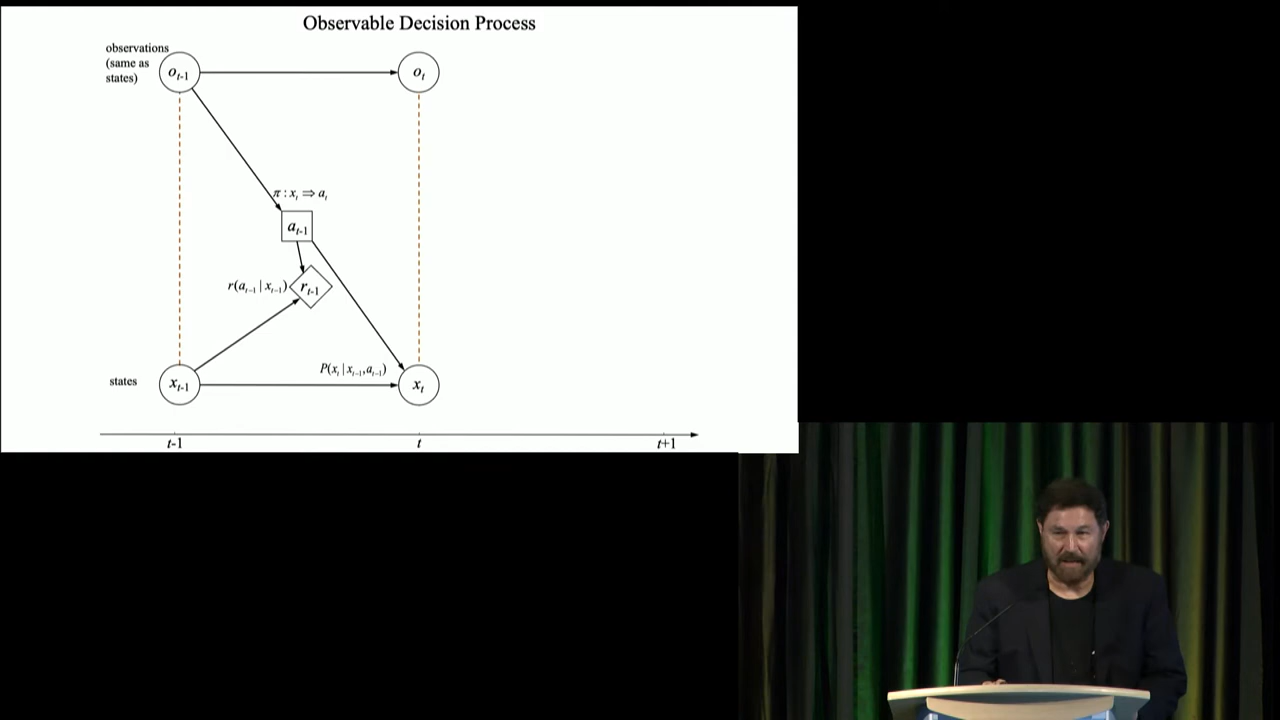 Observable Decision Process
observations
(same as
states)
o_{t-1}
o_t
π : x_t ⇒ a_t
a_{t-1}
r(a_{t-1} | x_{t-1})
r_{t-1}
P(x_t | x_{t-1}, a_{t-1})
states
x_{t-1}
x_t
t-1
t
t+1